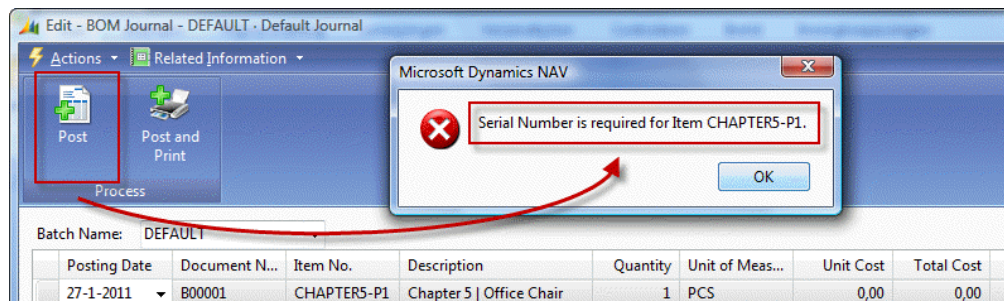 Edit - BOM Journal - DEFAULT · Default Journal
Actions Related Information
Microsoft Dynamics NAV
Serial Number is required for Item CHAPTER5-P1.
OK
Post
Post and
Print
Process
Batch Name: DEFAULT
Posting Date Document N... Item No. Description Quantity Unit of Meas... Unit Cost Total Cost
27-1-2011 B00001 CHAPTER5-P1 Chapter 5 | Office Chair 1 PCS 0,00 0,00